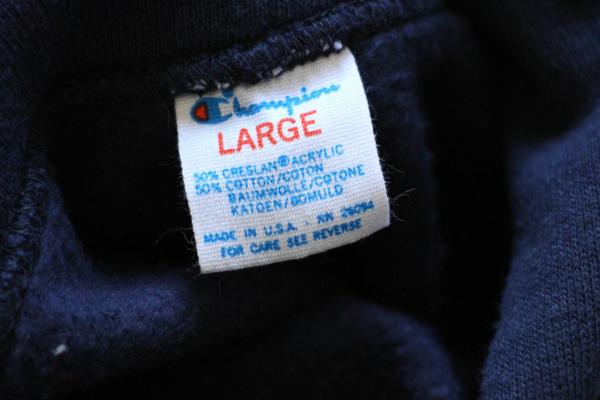 Champion
LARGE
50% CRESLAN® ACRYLIC
50% COTTON/COTON
BAUMWOLLE/COTONE
KATOEN/BOMULD
MADE IN U.S.A. RN 26094
FOR CARE SEE REVERSE